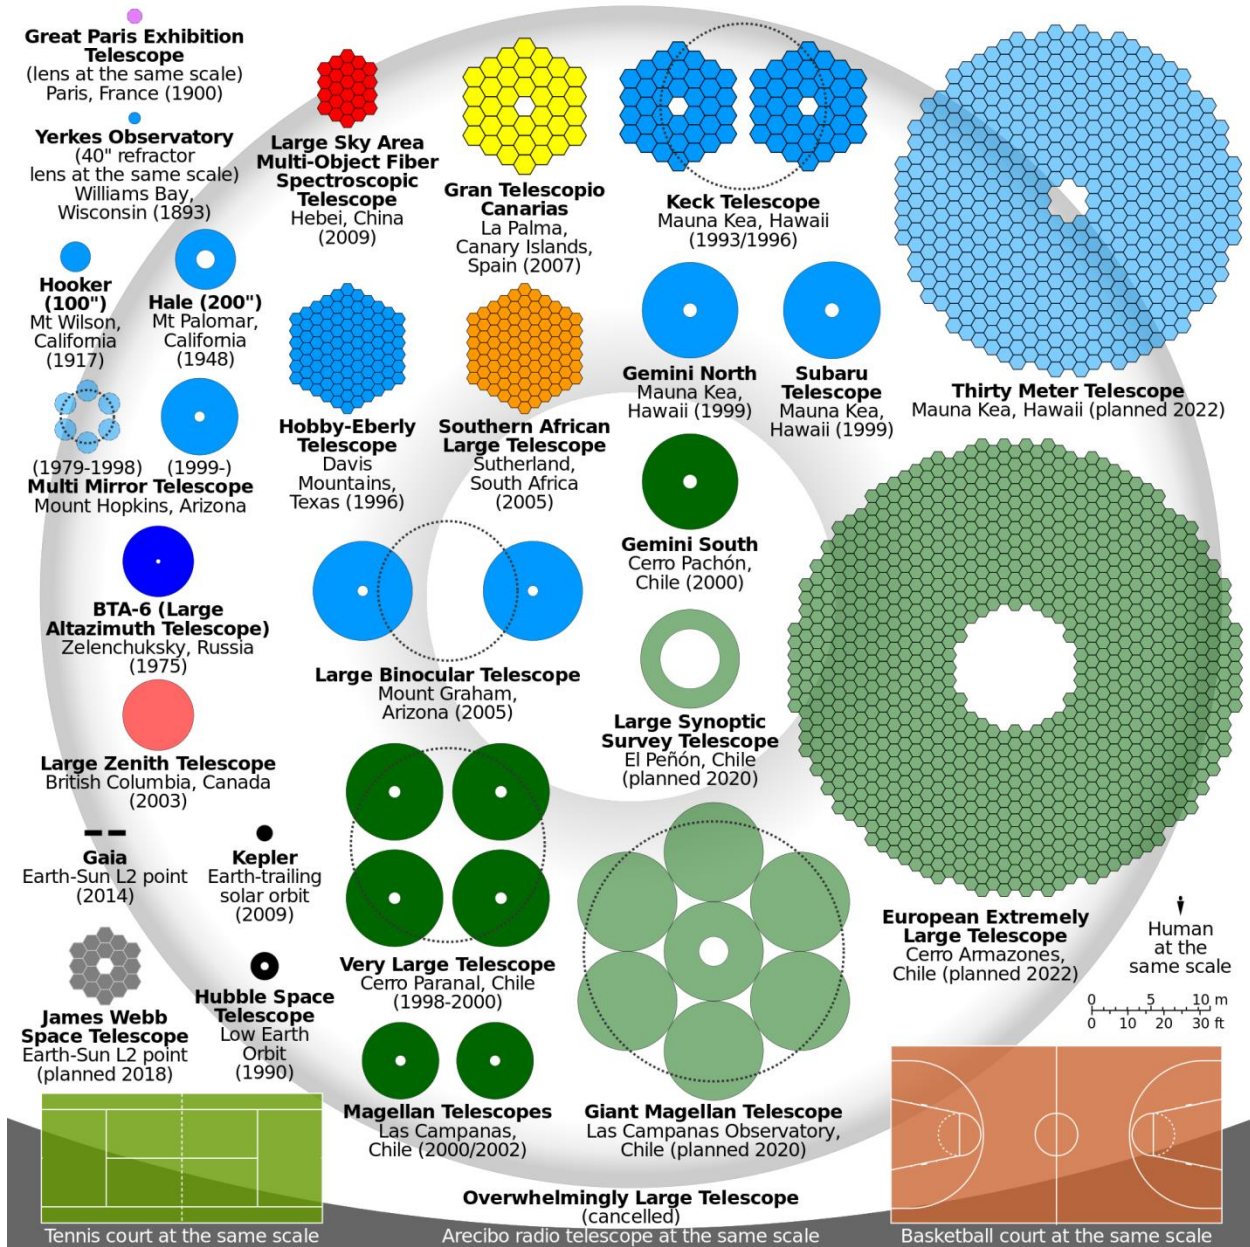 Great Paris Exhibition
Telescope
(lens at the same scale)
Paris, France (1900)
Yerkes Observatory
(40" refractor
lens at the same scale)
Williams Bay,
Wisconsin (1893)
Hooker
(100")
Mt Wilson,
California
(1917)
Hale (200")
Mt Palomar,
California
(1948)
(1979-1998)
(1999-)
Multi Mirror Telescope
Mount Hopkins, Arizona
BTA-6 (Large
Altazimuth Telescope)
Zelenchuksky, Russia
(1975)
Large Zenith Telescope
British Columbia, Canada
(2003)
Gaia
Earth-Sun L2 point
(2014)
Kepler
Earth-trailing
solar orbit
(2009)
James Webb
Space Telescope
Earth-Sun L2 point
(planned 2018)
Hubble Space
Telescope
Low Earth
Orbit
(1990)
Large Sky Area
Multi-Object Fiber
Spectroscopic
Telescope
Hebei, China
(2009)
Gran Telescopio
Canarias
La Palma,
Canary Islands,
Spain (2007)
Hobby-Eberly
Telescope
Davis
Mountains,
Texas (1996)
Southern African
Large Telescope
Sutherland,
South Africa
(2005)
Large Binocular Telescope
Mount Graham,
Arizona (2005)
Very Large Telescope
Cerro Paranal, Chile
(1998-2000)
Magellan Telescopes
Las Campanas,
Chile (2000/2002)
Keck Telescope
Mauna Kea, Hawaii
(1993/1996)
Gemini North
Mauna Kea,
Hawaii (1999)
Subaru
Telescope
Mauna Kea,
Hawaii (1999)
Gemini South
Cerro Pachón,
Chile (2000)
Large Synoptic
Survey Telescope
El Peñón, Chile
(planned 2020)
Giant Magellan Telescope
Las Campanas Observatory,
Chile (planned 2020)
Thirty Meter Telescope
Mauna Kea, Hawaii (planned 2022)
European Extremely
Large Telescope
Cerro Armazones,
Chile (planned 2022)
Human
at the
same scale
0 5 10 m
0 10 20 30 ft
Overwhelmingly Large Telescope
(cancelled)
Tennis court at the same scale
Arecibo radio telescope at the same scale
Basketball court at the same scale